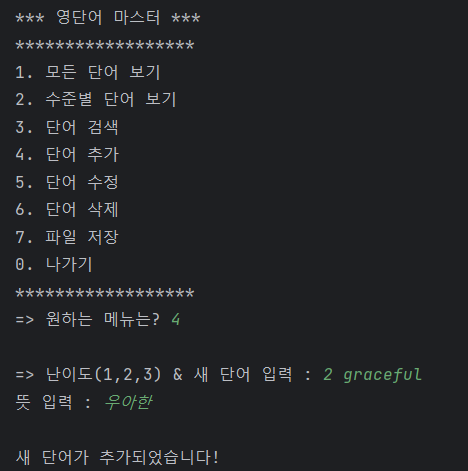 *** 영단어 마스터 ***
******************
1. 모든 단어 보기
2. 수준별 단어 보기
3. 단어 검색
4. 단어 추가
5. 단어 수정
6. 단어 삭제
7. 파일 저장
0. 나가기
******************
=> 원하는 메뉴는? 4
=> 난이도(1,2,3) & 새 단어 입력 : 2 graceful
뜻 입력 : 우아한
새 단어가 추가되었습니다!